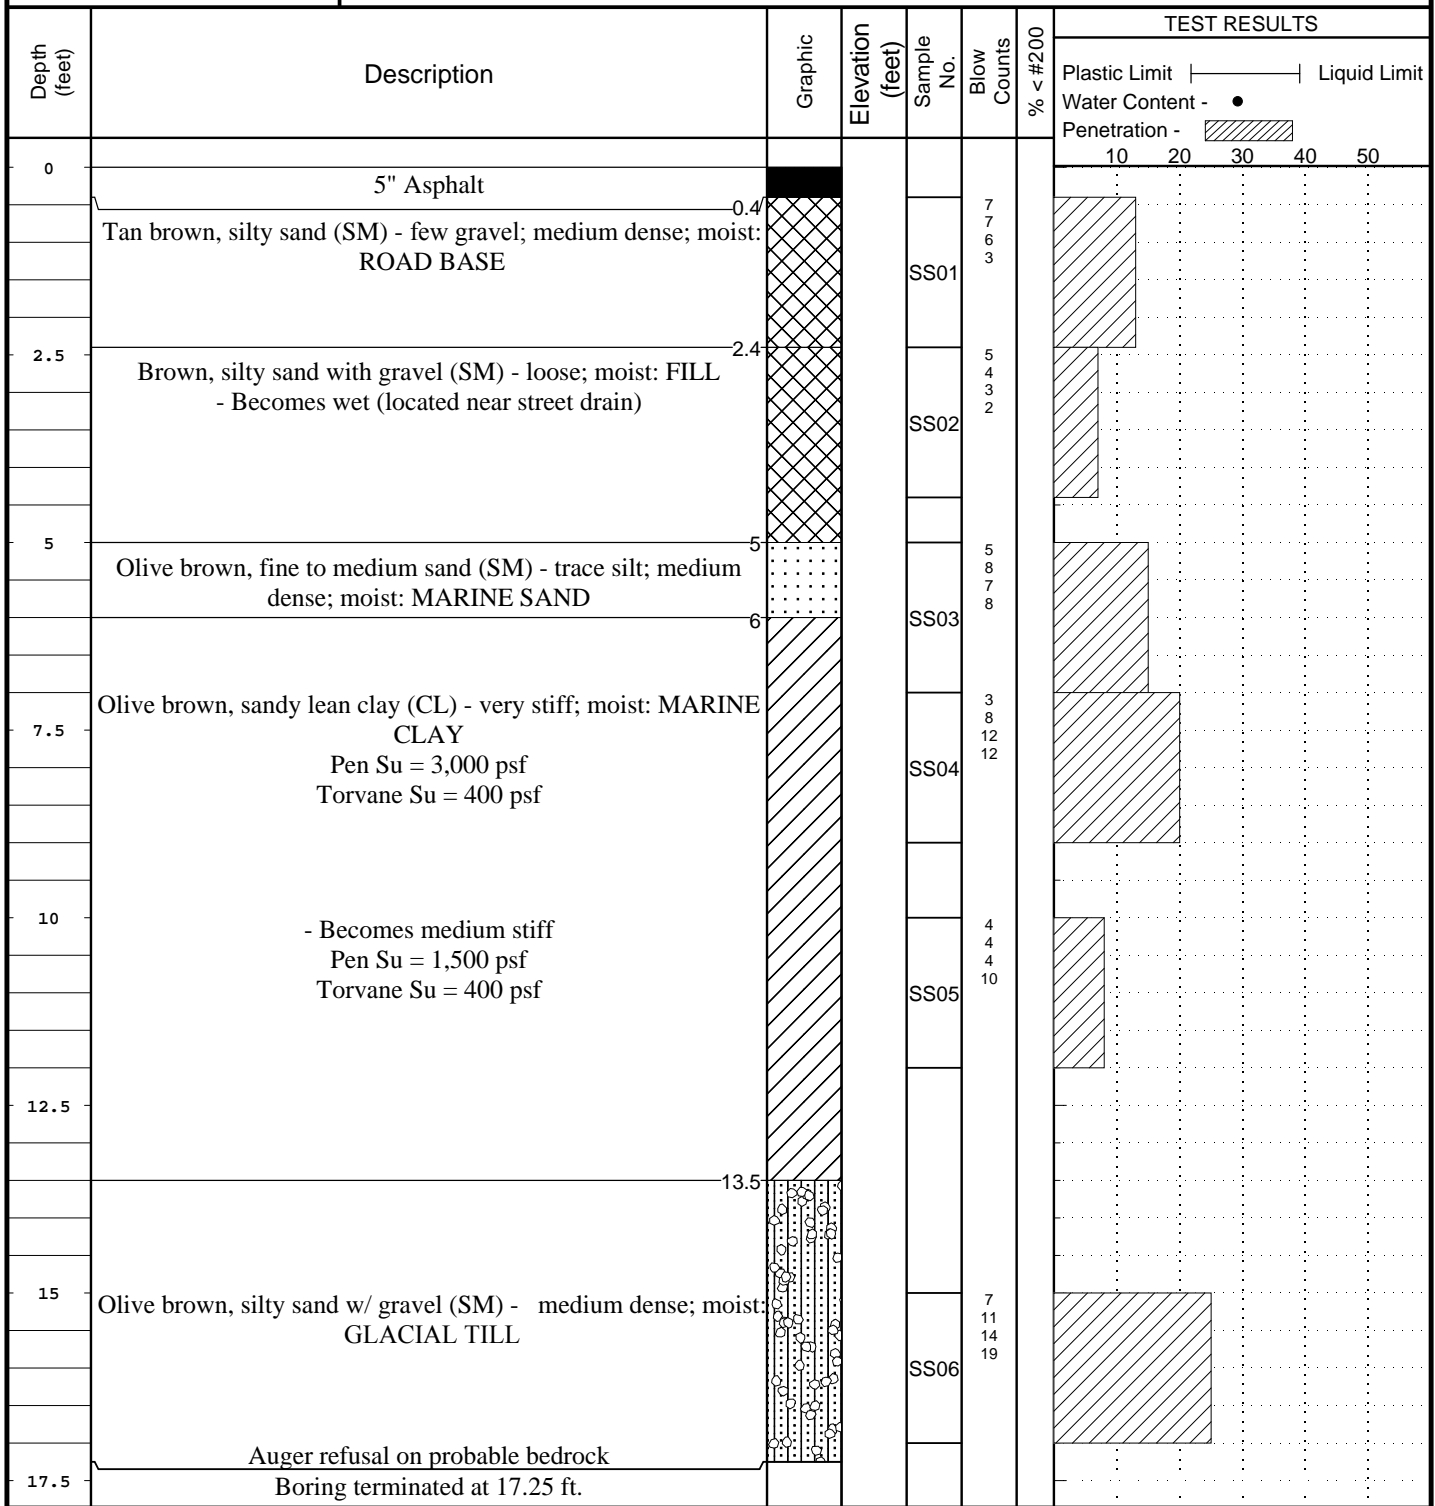 TEST RESULTS
Depth
(feet)
Description
Graphic
Elevation
(feet)
Sample
No.
Blow
Counts
% < #200
Plastic Limit
Liquid Limit
Water Content -
Penetration -
10 20 30 40 50
0
5" Asphalt
0.4
Tan brown, silty sand (SM) - few gravel; medium dense; moist:
ROAD BASE
SS01
7
7
6
3
2.4
2.5
Brown, silty sand with gravel (SM) - loose; moist: FILL
- Becomes wet (located near street drain)
SS02
5
4
3
2
5
5
Olive brown, fine to medium sand (SM) - trace silt; medium
dense; moist: MARINE SAND
SS03
5
8
7
8
6
Olive brown, sandy lean clay (CL) - very stiff; moist: MARINE
CLAY
Pen Su = 3,000 psf
Torvane Su = 400 psf
7.5
SS04
3
8
12
12
10
- Becomes medium stiff
Pen Su = 1,500 psf
Torvane Su = 400 psf
SS05
4
4
4
10
12.5
13.5
15
Olive brown, silty sand w/ gravel (SM) - medium dense; moist:
GLACIAL TILL
SS06
7
11
14
19
Auger refusal on probable bedrock
17.5
Boring terminated at 17.25 ft.